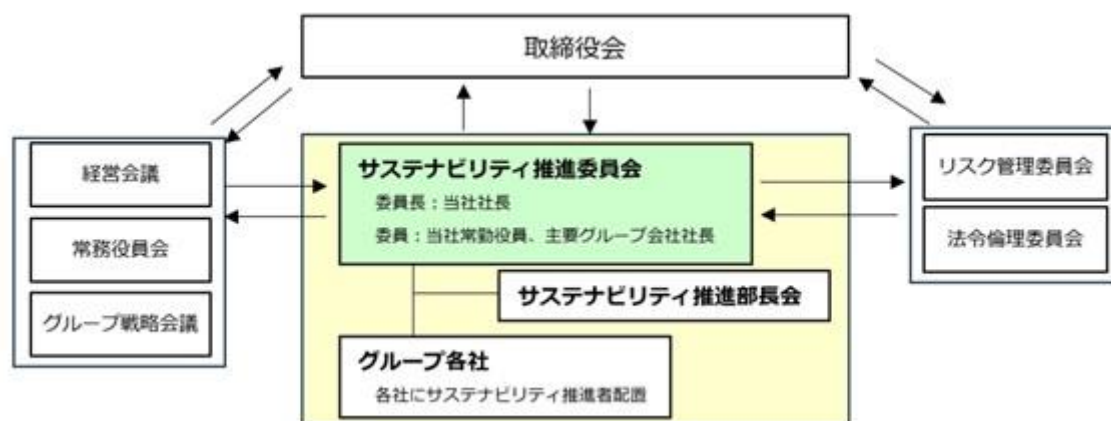 取締役会
経営会議
常務役員会
グループ戦略会議
サステナビリティ推進委員会
委員長：当社社長
委員：当社常勤役員、主要グループ会社社長
サステナビリティ推進部長会
グループ各社
各社にサステナビリティ推進者配置
リスク管理委員会
法令倫理委員会